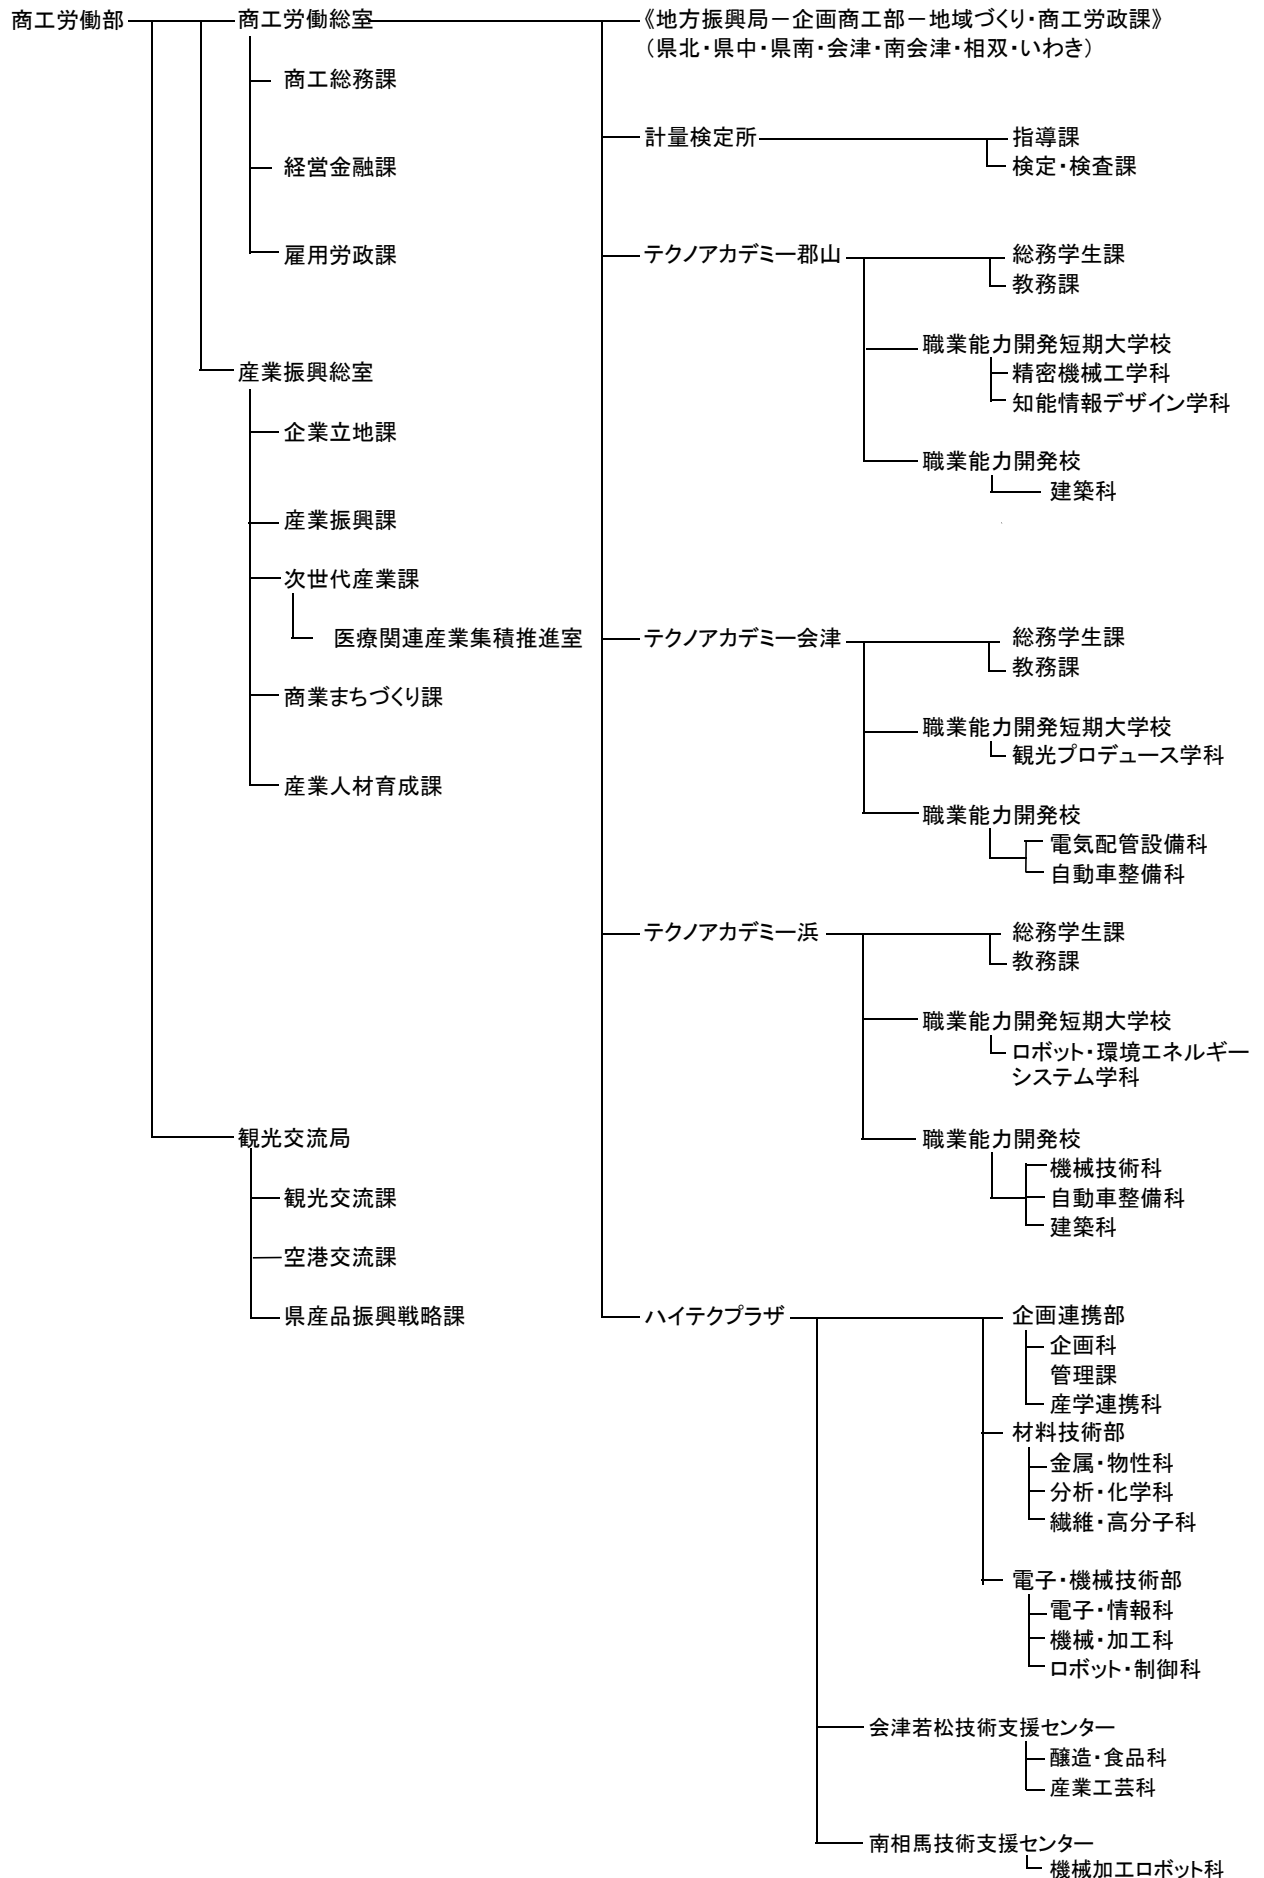 商工労働部
商工労働総室
商工総務課
経営金融課
雇用労政課
産業振興総室
企業立地課
産業振興課
次世代産業課
医療関連産業集積推進室
商業まちづくり課
産業人材育成課
観光交流局
観光交流課
空港交流課
県産品振興戦略課
《地方振興局－企画商工部－地域づくり・商工労政課》
（県北・県中・県南・会津・南会津・相双・いわき）
計量検定所
指導課
検定・検査課
テクノアカデミー郡山
総務学生課
教務課
職業能力開発短期大学校
精密機械工学科
知能情報デザイン学科
職業能力開発校
建築科
テクノアカデミー会津
総務学生課
教務課
職業能力開発短期大学校
観光プロデュース学科
職業能力開発校
電気配管設備科
自動車整備科
テクノアカデミー浜
総務学生課
教務課
職業能力開発短期大学校
ロボット・環境エネルギー
システム学科
職業能力開発校
機械技術科
自動車整備科
建築科
ハイテクプラザ
企画連携部
企画科
管理課
産学連携科
材料技術部
金属・物性科
分析・化学科
繊維・高分子科
電子・機械技術部
電子・情報科
機械・加工科
ロボット・制御科
会津若松技術支援センター
醸造・食品科
産業工芸科
南相馬技術支援センター
機械加工ロボット科